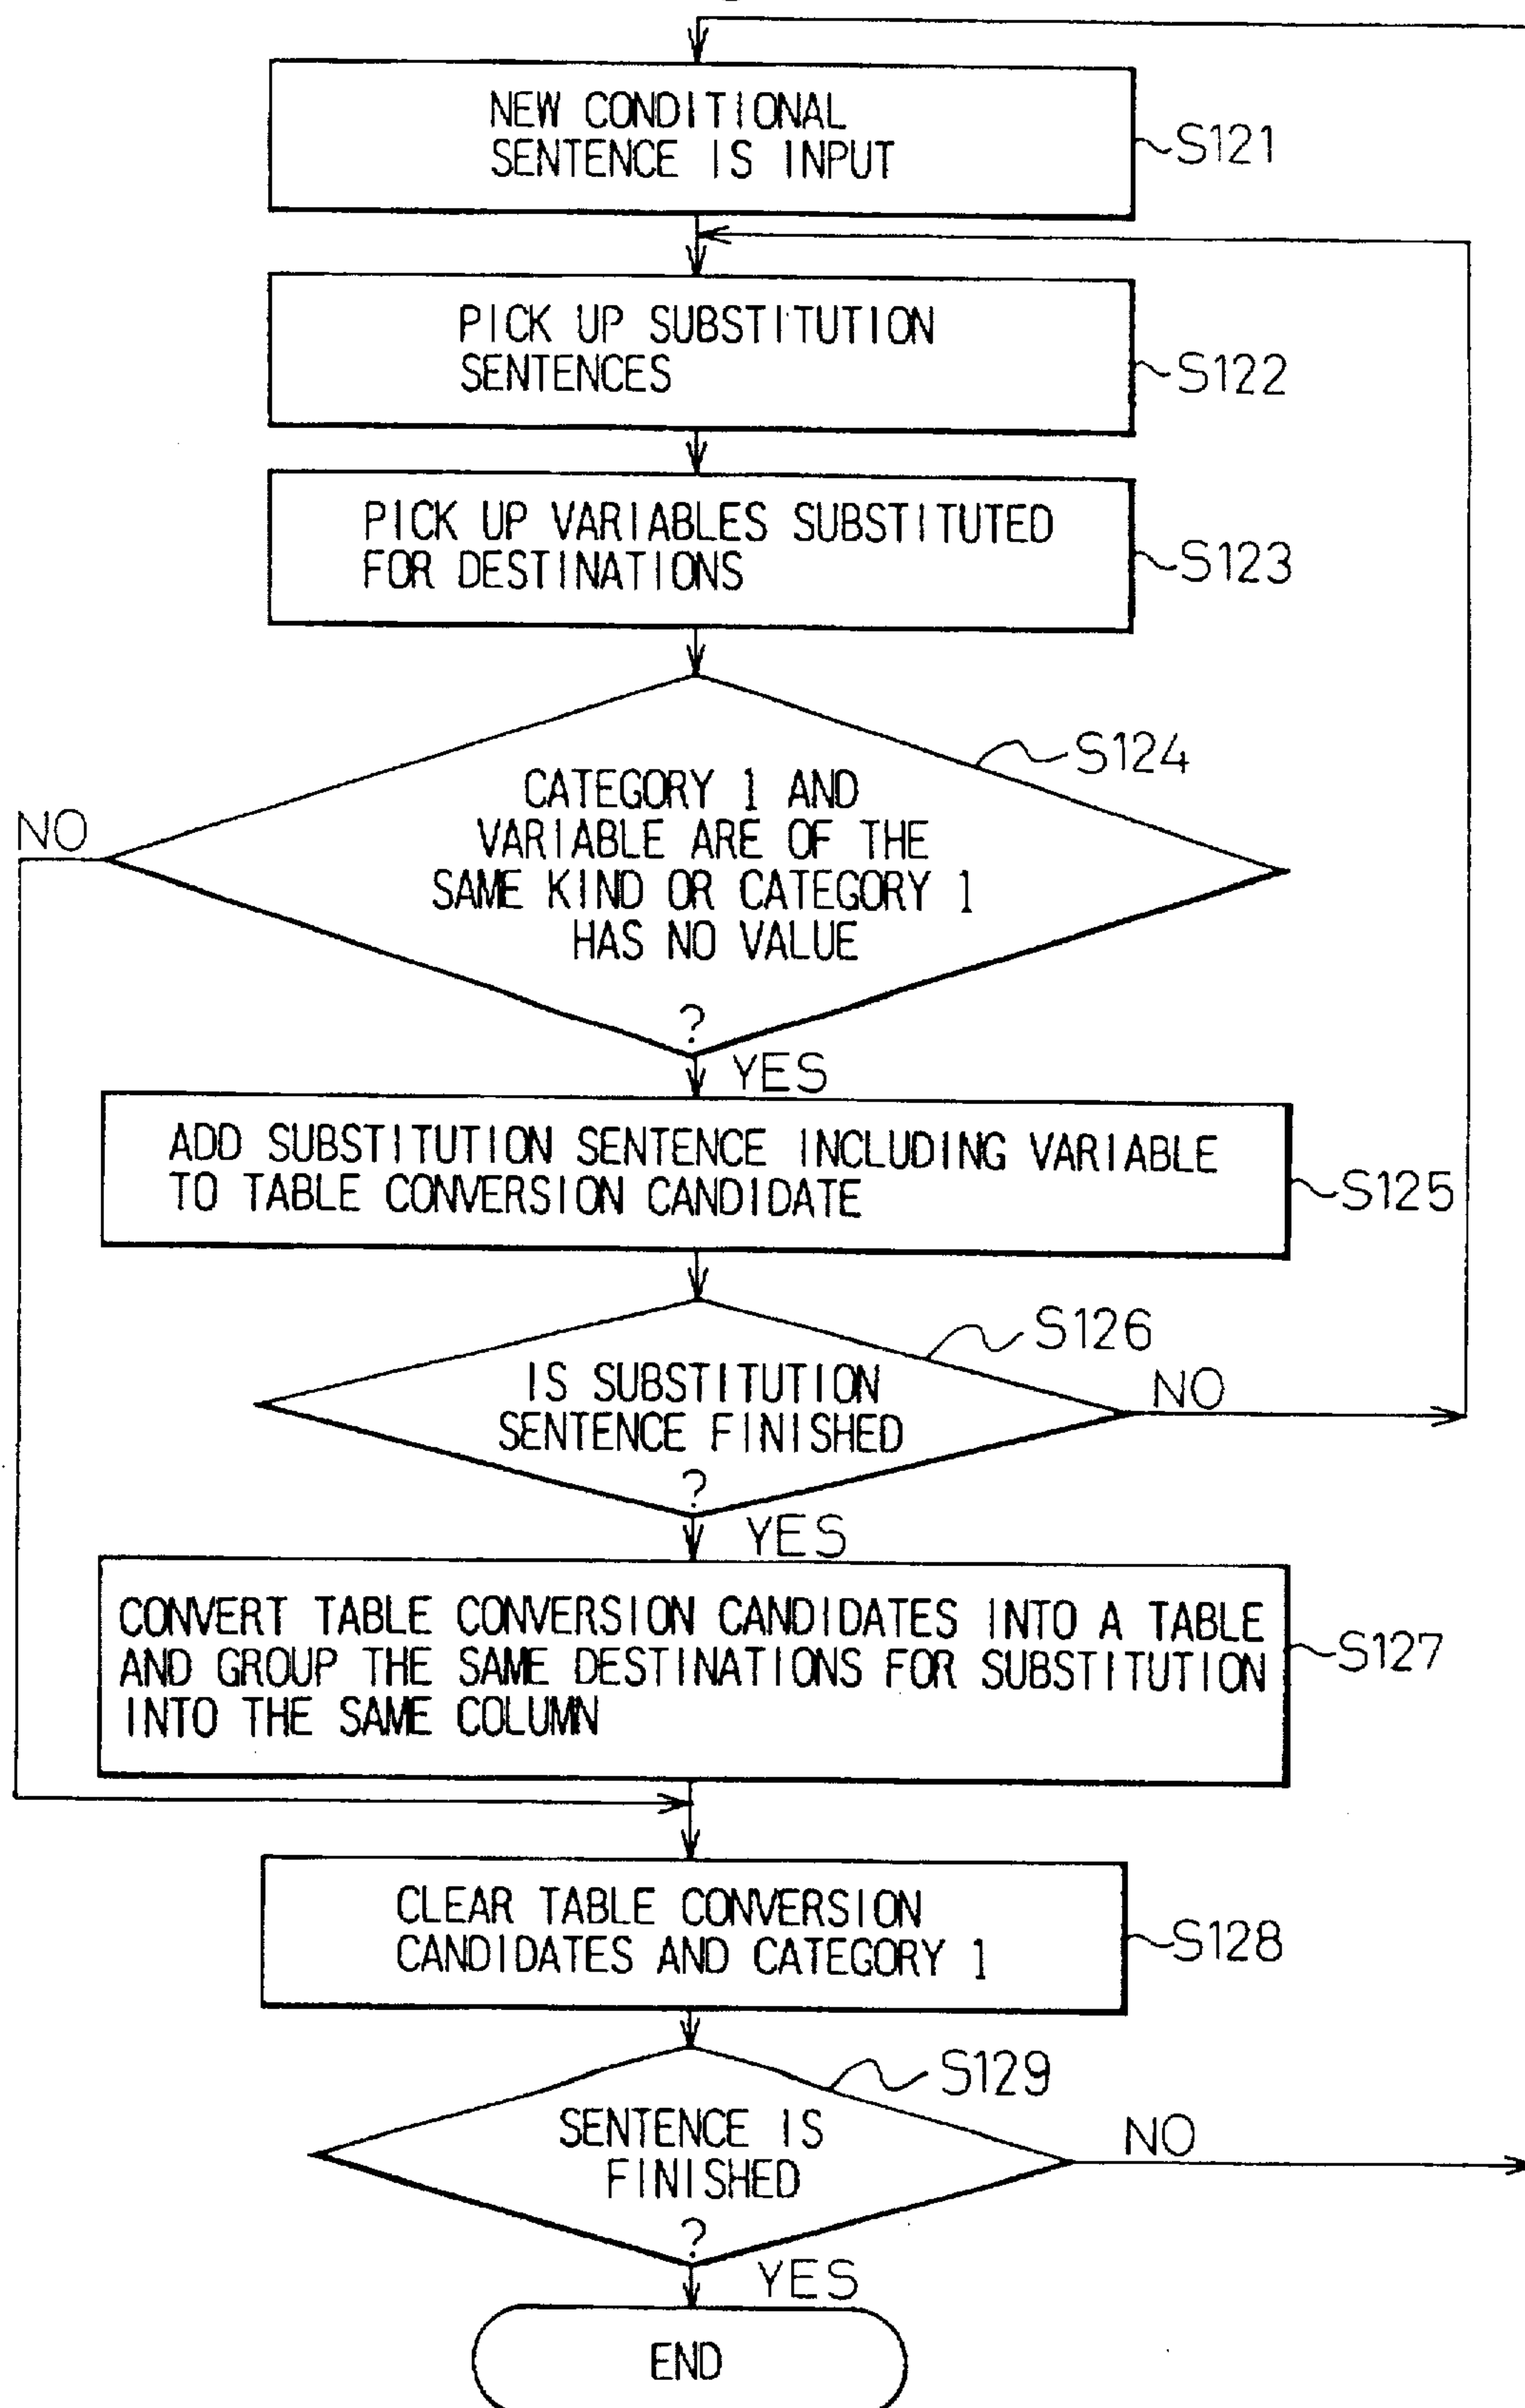 NEW CONDITIONAL
SENTENCE IS INPUT
S121
PICK UP SUBSTITUTION
SENTENCES
S122
PICK UP VARIABLES SUBSTITUTED
FOR DESTINATIONS
S123
S124
CATEGORY 1 AND
VARIABLE ARE OF THE
SAME KIND OR CATEGORY 1
HAS NO VALUE
?
NO
YES
ADD SUBSTITUTION SENTENCE INCLUDING VARIABLE
TO TABLE CONVERSION CANDIDATE
S125
S126
IS SUBSTITUTION
SENTENCE FINISHED
?
NO
YES
CONVERT TABLE CONVERSION CANDIDATES INTO A TABLE
AND GROUP THE SAME DESTINATIONS FOR SUBSTITUTION
INTO THE SAME COLUMN
S127
CLEAR TABLE CONVERSION
CANDIDATES AND CATEGORY 1
S128
S129
SENTENCE IS
FINISHED
?
NO
YES
END